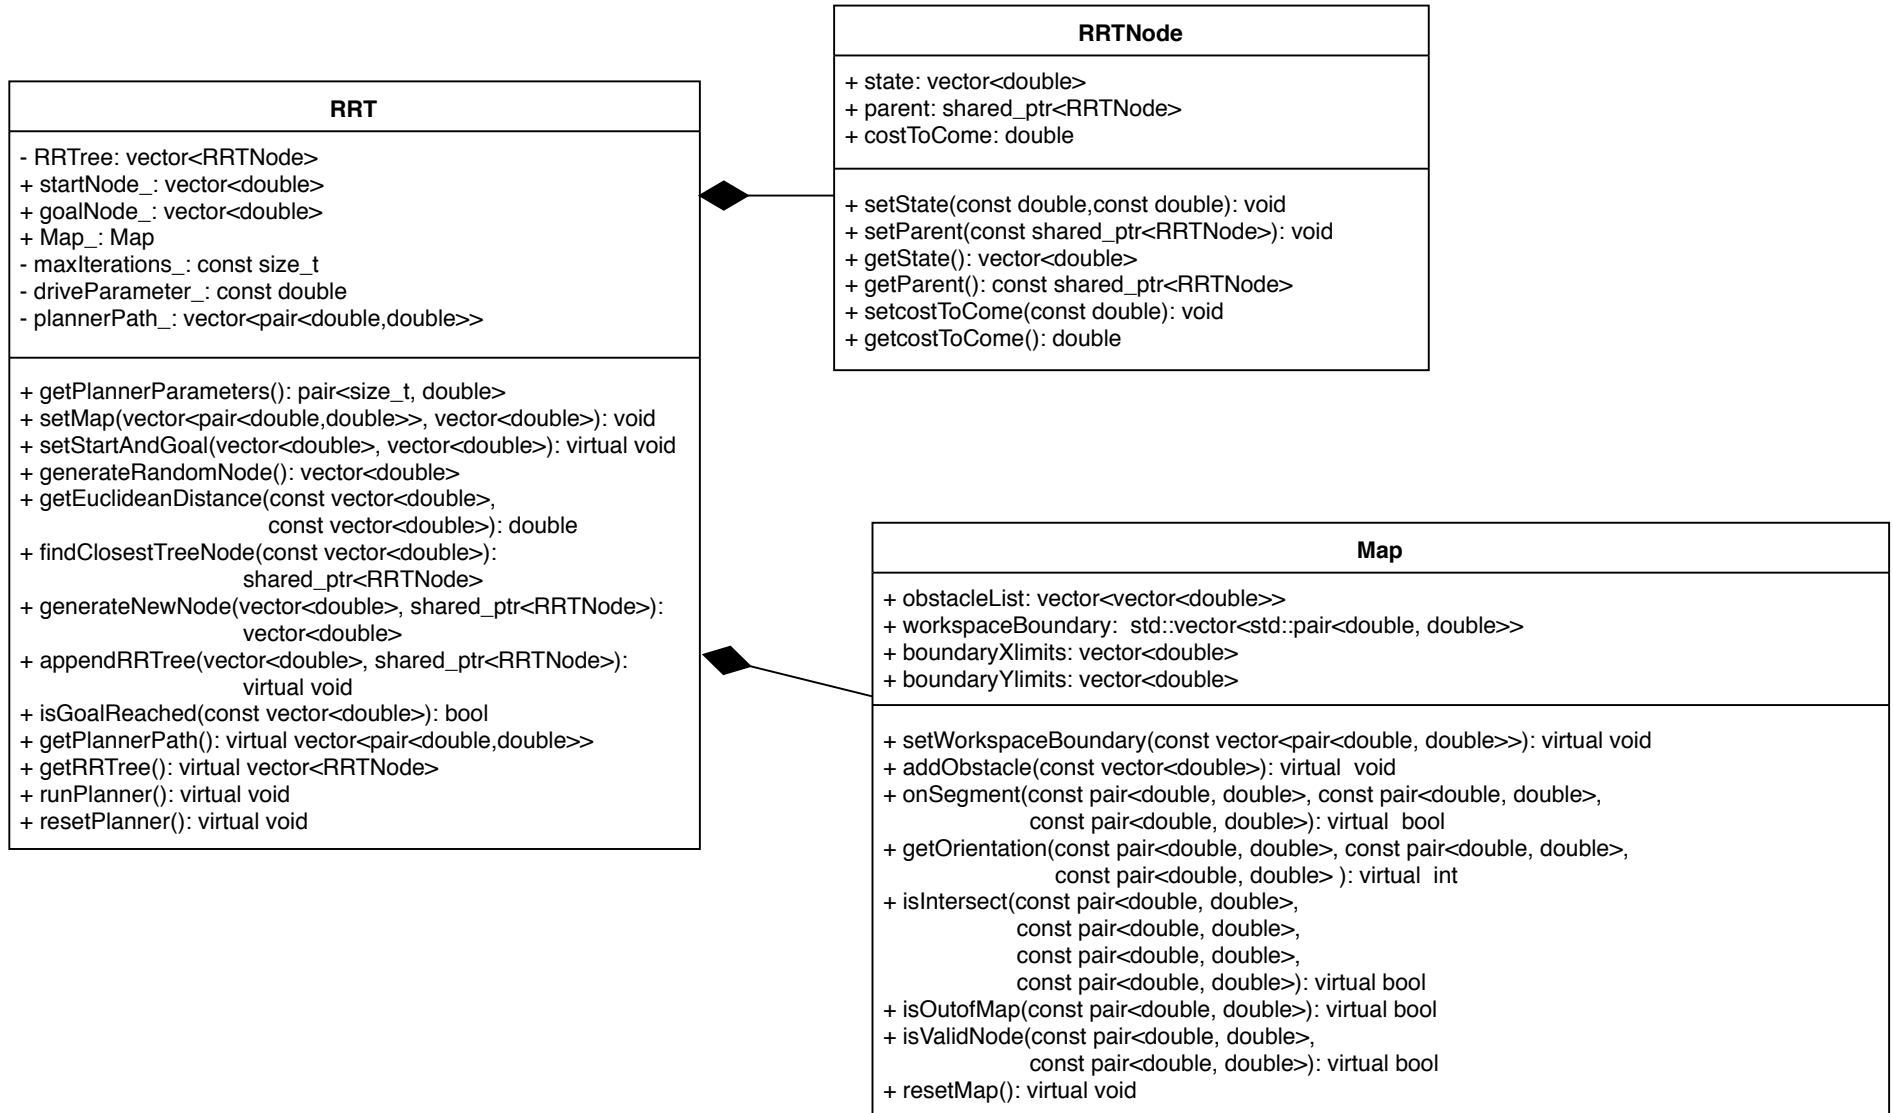 RRT
- RRTree: vector<RRTNode>
+ startNode_: vector<double>
+ goalNode_: vector<double>
+ Map_: Map
- maxIterations_: const size_t
- driveParameter_: const double
- plannerPath_: vector<pair<double,double>>
+ getPlannerParameters(): pair<size_t, double>
+ setMap(vector<pair<double,double>>, vector<double>): void
+ setStartAndGoal(vector<double>, vector<double>): virtual void
+ generateRandomNode(): vector<double>
+ getEuclideanDistance(const vector<double>,
const vector<double>): double
+ findClosestTreeNode(const vector<double>):
shared_ptr<RRTNode>
+ generateNewNode(vector<double>, shared_ptr<RRTNode>):
vector<double>
+ appendRRTree(vector<double>, shared_ptr<RRTNode>):
virtual void
+ isGoalReached(const vector<double>): bool
+ getPlannerPath(): virtual vector<pair<double,double>>
+ getRRTree(): virtual vector<RRTNode>
+ runPlanner(): virtual void
+ resetPlanner(): virtual void
RRTNode
+ state: vector<double>
+ parent: shared_ptr<RRTNode>
+ costToCome: double
+ setState(const double,const double): void
+ setParent(const shared_ptr<RRTNode>): void
+ getState(): vector<double>
+ getParent(): const shared_ptr<RRTNode>
+ setcostToCome(const double): void
+ getcostToCome(): double
Map
+ obstacleList: vector<vector<double>>
+ workspaceBoundary:  std::vector<std::pair<double, double>>
+ boundaryXlimits: vector<double>
+ boundaryYlimits: vector<double>
+ setWorkspaceBoundary(const vector<pair<double, double>>): virtual void
+ addObstacle(const vector<double>): virtual  void
+ onSegment(const pair<double, double>, const pair<double, double>,
const pair<double, double>): virtual  bool
+ getOrientation(const pair<double, double>, const pair<double, double>,
const pair<double, double> ): virtual  int
+ isIntersect(const pair<double, double>,
const pair<double, double>,
const pair<double, double>,
const pair<double, double>): virtual bool
+ isOutofMap(const pair<double, double>): virtual bool
+ isValidNode(const pair<double, double>,
const pair<double, double>): virtual bool
+ resetMap(): virtual void